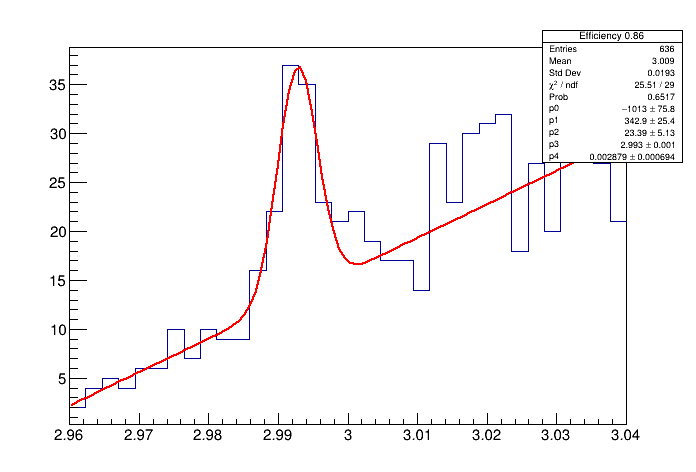 Efficiency 0.86
Entries 636
Mean 3.009
Std Dev 0.0193
χ² / ndf 25.51 / 29
Prob 0.6517
p0 −1013 ± 75.8
p1 342.9 ± 25.4
p2 23.39 ± 5.13
p3 2.993 ± 0.001
p4 0.002879 ± 0.000694
35
30
25
20
15
10
5
2.96 2.97 2.98 2.99 3 3.01 3.02 3.03 3.04